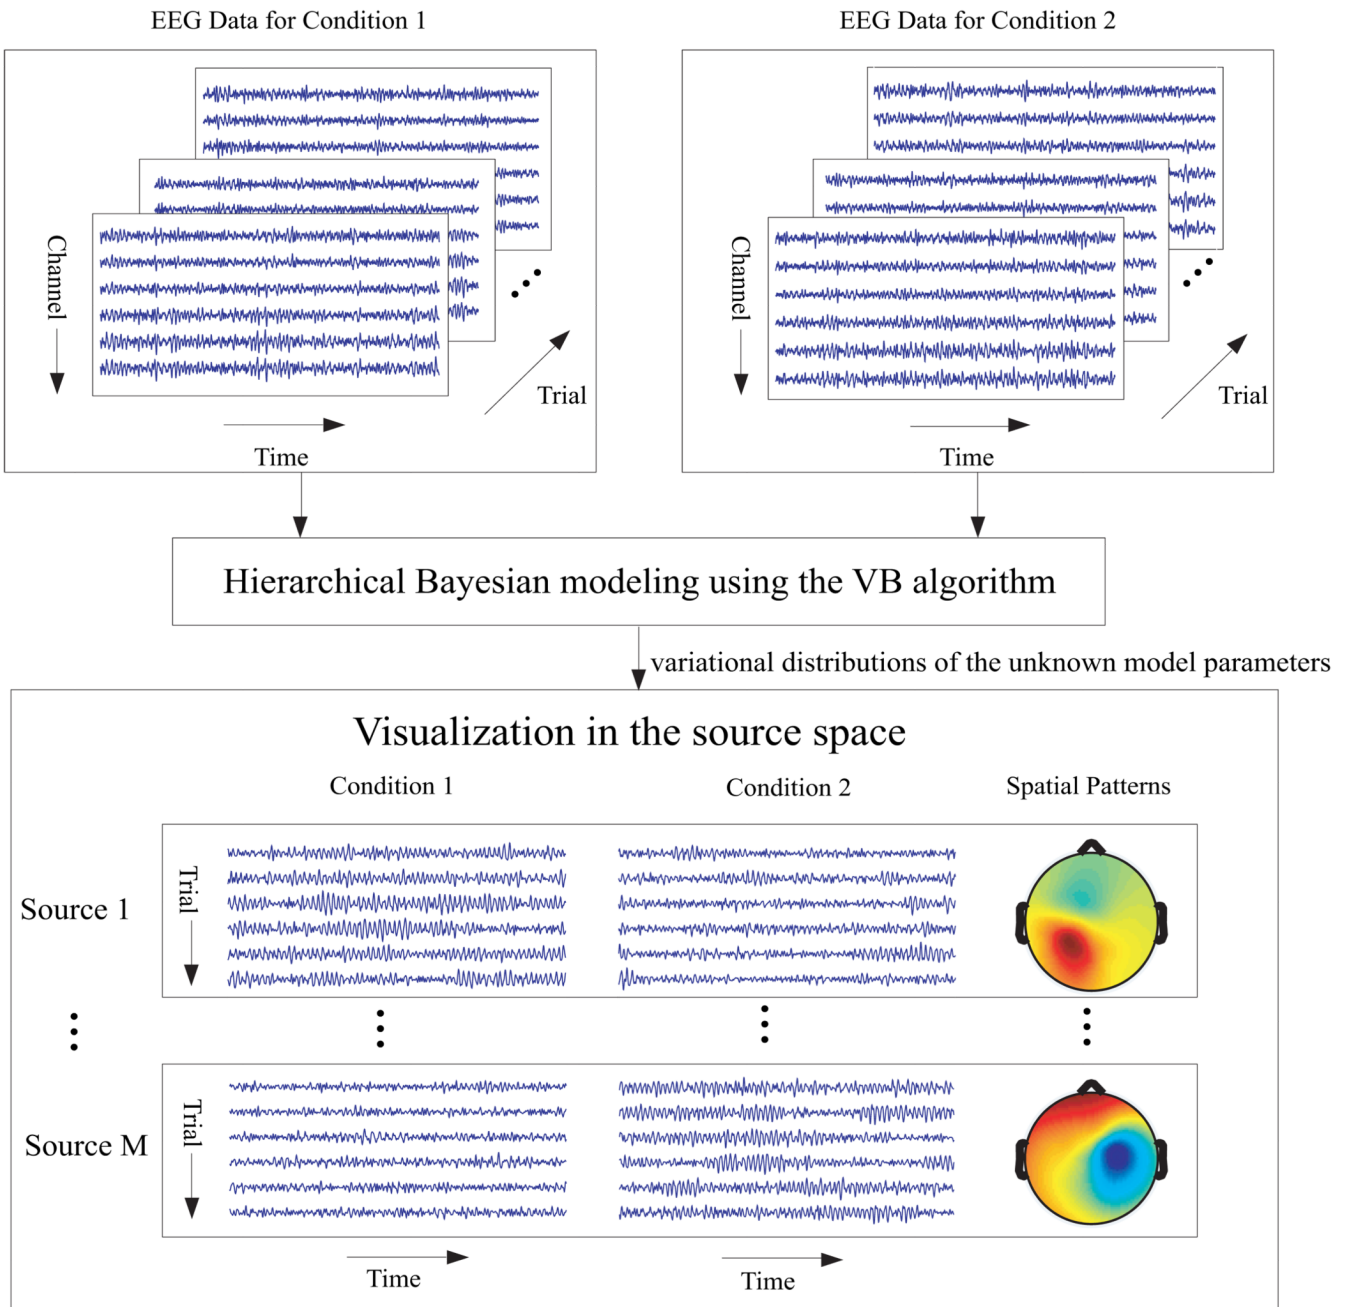 EEG Data for Condition 1
EEG Data for Condition 2
Channel
Trial
Time
Channel
Trial
Time
Hierarchical Bayesian modeling using the VB algorithm
variational distributions of the unknown model parameters
Visualization in the source space
Condition 1
Condition 2
Spatial Patterns
Source 1
Trial
Source M
Trial
Time
Time